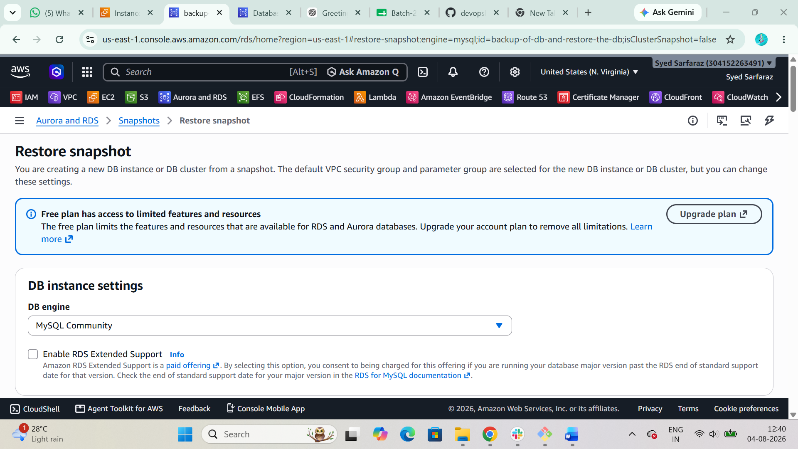 (5) Wha
Instanc
backup
Databa
Greetin
Batch-2
devops
New Ta
Ask Gemini
us-east-1.console.aws.amazon.com/rds/home?region=us-east-1#restore-snapshot:engine=mysql;id=backup-of-db-and-restore-the-db;isClusterSnapshot=false
aws
Search [Alt+S] Ask Amazon Q
United States (N. Virginia)
Syed Sarfaraz (304152263491)
Syed Sarfaraz
IAM VPC EC2 S3 Aurora and RDS EFS CloudFormation Lambda Amazon EventBridge Route 53 Certificate Manager CloudFront CloudWatch
Aurora and RDS > Snapshots > Restore snapshot
Restore snapshot
You are creating a new DB instance or DB cluster from a snapshot. The default VPC security group and parameter group are selected for the new DB instance or DB cluster, but you can change
these settings.
Free plan has access to limited features and resources
The free plan limits the features and resources that are available for RDS and Aurora databases. Upgrade your account plan to remove all limitations. Learn
more
Upgrade plan
DB instance settings
DB engine
MySQL Community
Enable RDS Extended Support Info
Amazon RDS Extended Support is a paid offering. By selecting this option, you consent to being charged for this offering if you are running your database major version past the RDS end of standard support
date for that version. Check the end of standard support date for your major version in the RDS for MySQL documentation.
CloudShell Agent Toolkit for AWS Feedback Console Mobile App © 2026, Amazon Web Services, Inc. or its affiliates. Privacy Terms Cookie preferences
1
28°C
Light rain
Search
ENG
IN
12:40
04-08-2026